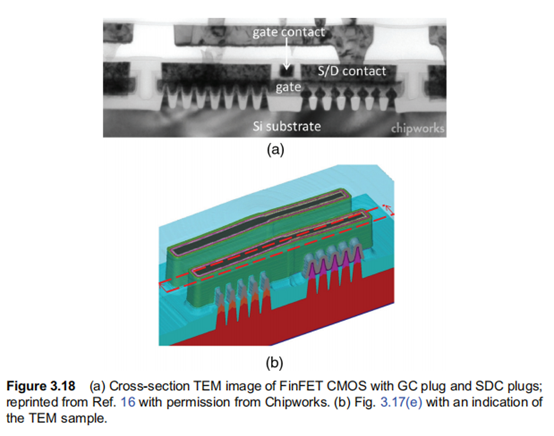 gate contact
S/D contact
gate
Si substrate
chipworks
(a)
(b)
Figure 3.18 (a) Cross-section TEM image of FinFET CMOS with GC plug and SDC plugs;
reprinted from Ref. 16 with permission from Chipworks. (b) Fig. 3.17(e) with an indication of
the TEM sample.